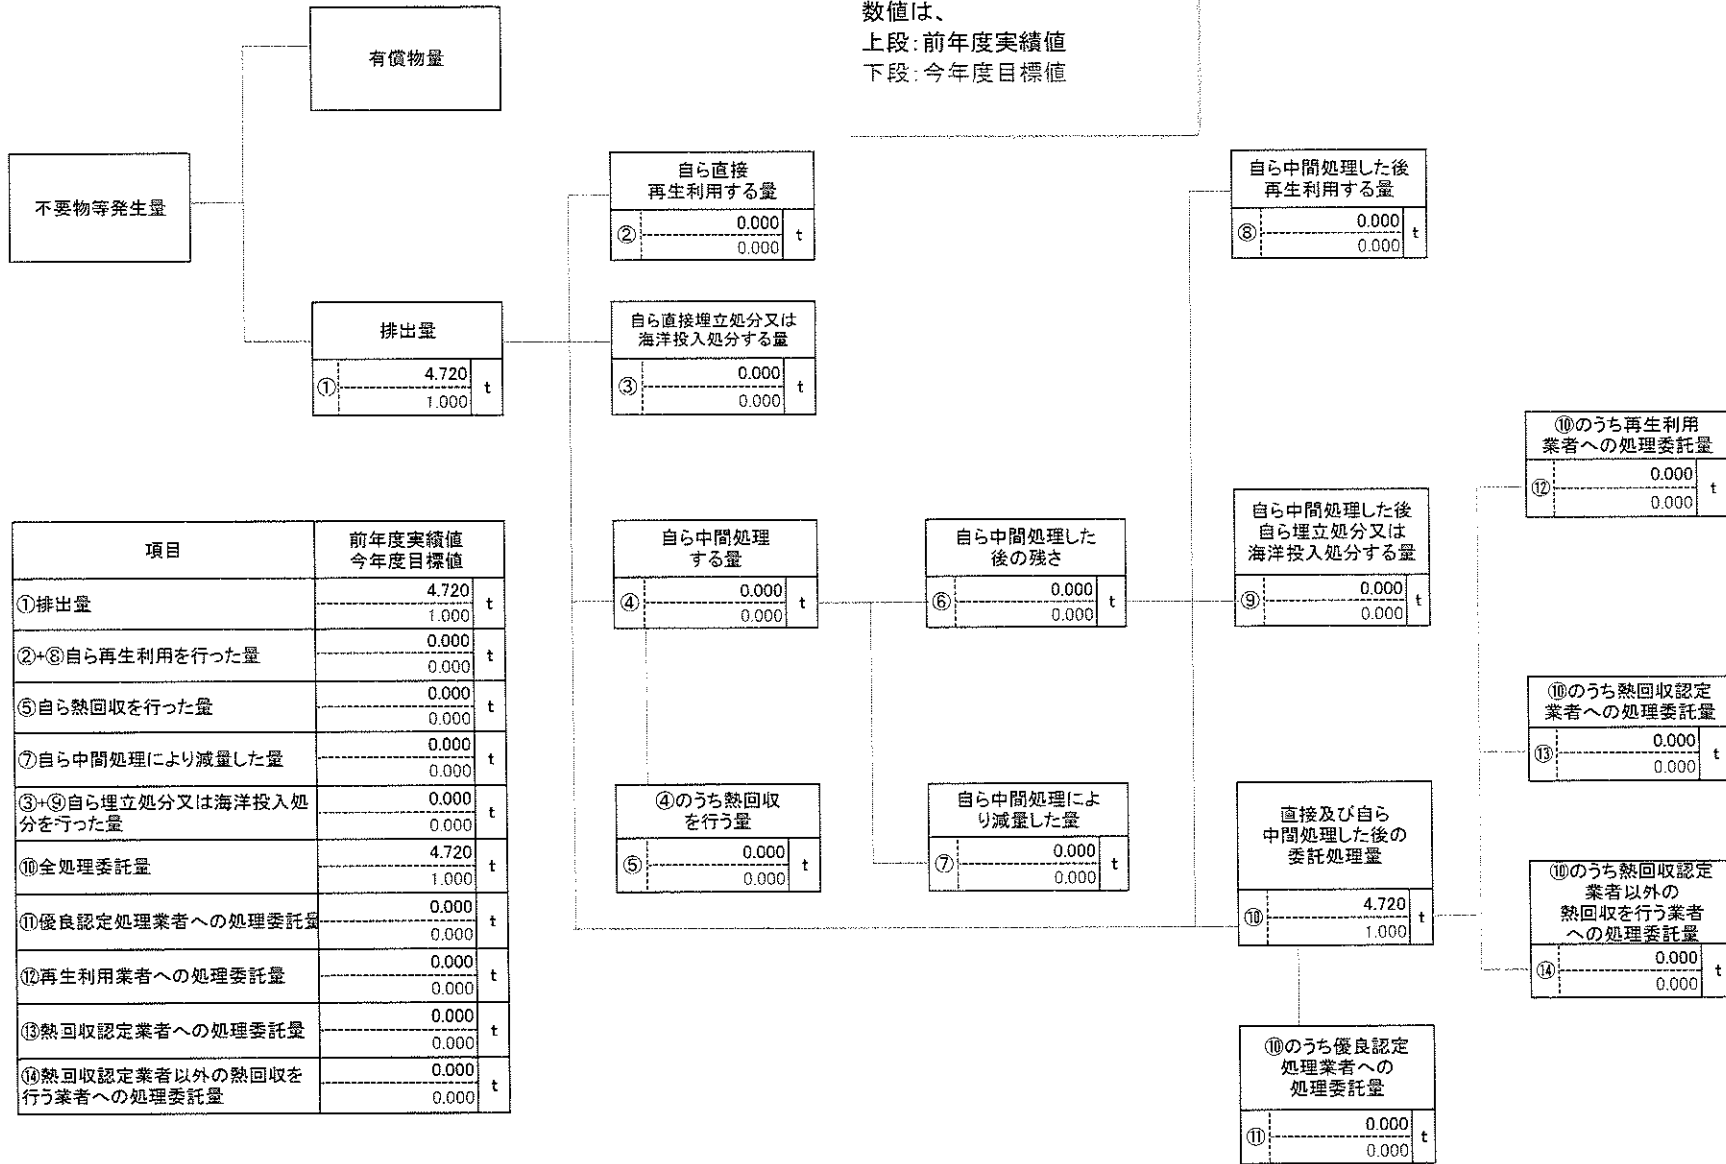 数値は、
上段:前年度実績値
下段:今年度目標値
有償物量
不要物等発生量
排出量
①
4.720
1.000
t
自ら直接
再生利用する量
②
0.000
0.000
t
自ら直接埋立処分又は
海洋投入処分する量
③
0.000
0.000
t
自ら中間処理
する量
④
0.000
0.000
t
④のうち熱回収
を行う量
⑤
0.000
0.000
t
自ら中間処理した
後の残さ
⑥
0.000
0.000
t
自ら中間処理によ
り減量した量
⑦
0.000
0.000
t
自ら中間処理した後
再生利用する量
⑧
0.000
0.000
t
自ら中間処理した後
自ら埋立処分又は
海洋投入処分する量
⑨
0.000
0.000
t
直接及び自ら
中間処理した後の
委託処理量
⑩
4.720
1.000
t
⑩のうち優良認定
処理業者への
処理委託量
⑪
0.000
0.000
t
⑩のうち再生利用
業者への処理委託量
⑫
0.000
0.000
t
⑩のうち熱回収認定
業者への処理委託量
⑬
0.000
0.000
t
⑩のうち熱回収認定
業者以外の
熱回収を行う業者
への処理委託量
⑭
0.000
0.000
t
項目
前年度実績値
今年度目標値
①排出量
4.720
1.000
t
②+⑧自ら再生利用を行った量
0.000
0.000
t
⑤自ら熱回収を行った量
0.000
0.000
t
⑦自ら中間処理により減量した量
0.000
0.000
t
③+⑨自ら埋立処分又は海洋投入処
分を行った量
0.000
0.000
t
⑩全処理委託量
4.720
1.000
t
⑪優良認定処理業者への処理委託量
0.000
0.000
t
⑫再生利用業者への処理委託量
0.000
0.000
t
⑬熱回収認定業者への処理委託量
0.000
0.000
t
⑭熱回収認定業者以外の熱回収を
行う業者への処理委託量
0.000
0.000
t